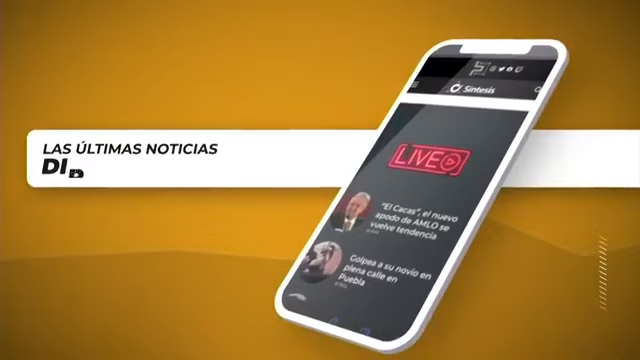 LAS ÚLTIMAS NOTICIAS
DI
Síntesis
LIVE
"El Cacas", el nuevo
apodo de AMLO se
vuelve tendencia
Golpea a su novio en
plena calle en
Puebla